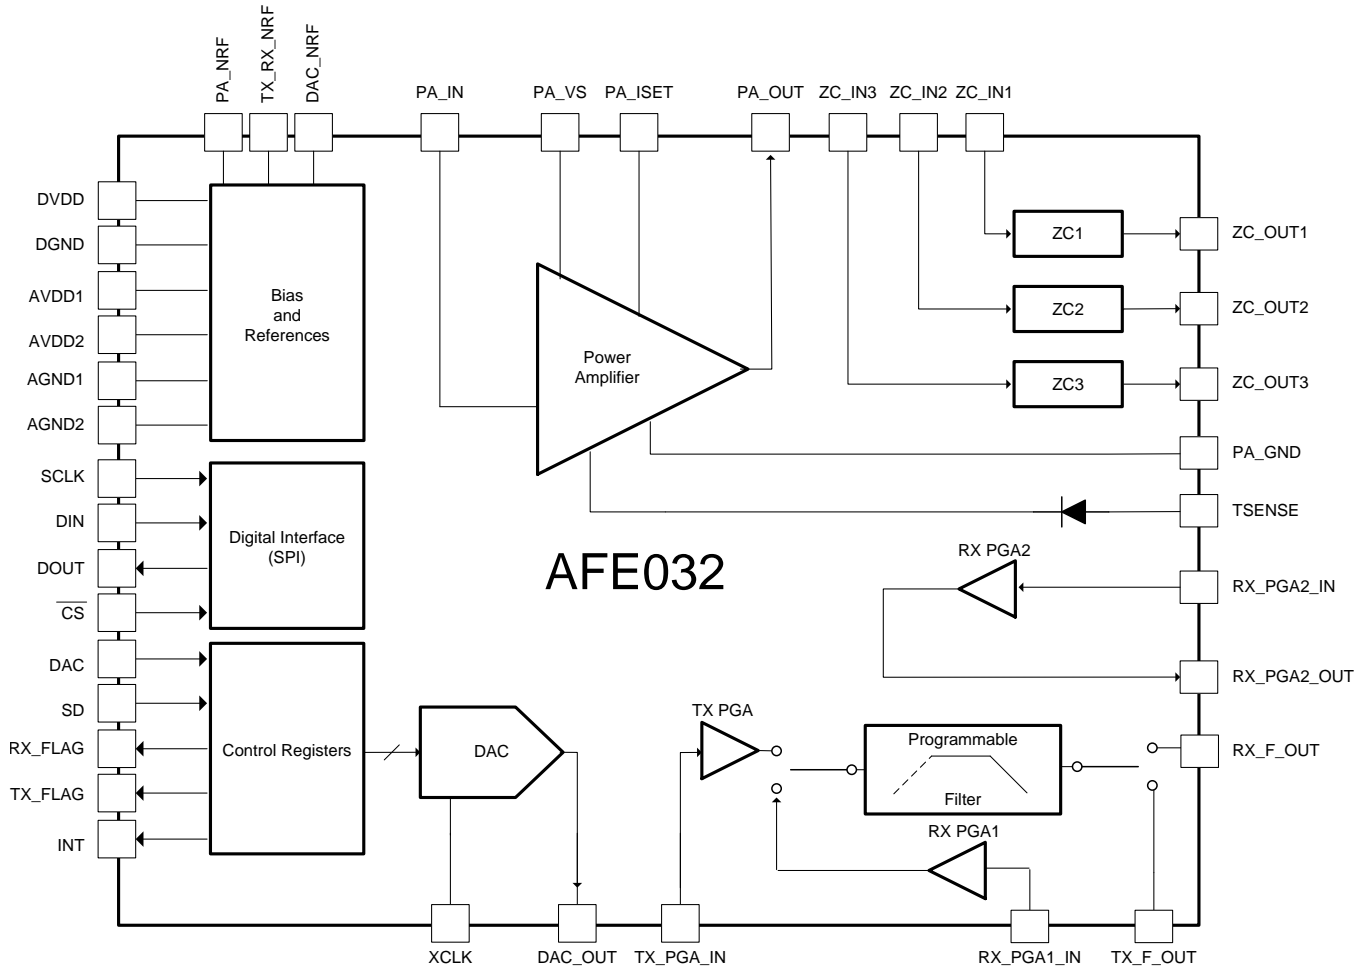 PA_NRF
TX_RX_NRF
DAC_NRF
PA_IN
PA_VS
PA_ISET
PA_OUT
ZC_IN3
ZC_IN2
ZC_IN1
DVDD
DGND
AVDD1
AVDD2
AGND1
AGND2
SCLK
DIN
DOUT
CS
DAC
SD
RX_FLAG
TX_FLAG
INT
Bias
and
References
Digital Interface
(SPI)
Control Registers
DAC
Power
Amplifier
AFE032
ZC1
ZC2
ZC3
ZC_OUT1
ZC_OUT2
ZC_OUT3
PA_GND
TSENSE
RX PGA2
RX_PGA2_IN
RX_PGA2_OUT
TX PGA
Programmable
Filter
RX_F_OUT
RX PGA1
XCLK
DAC_OUT
TX_PGA_IN
RX_PGA1_IN
TX_F_OUT